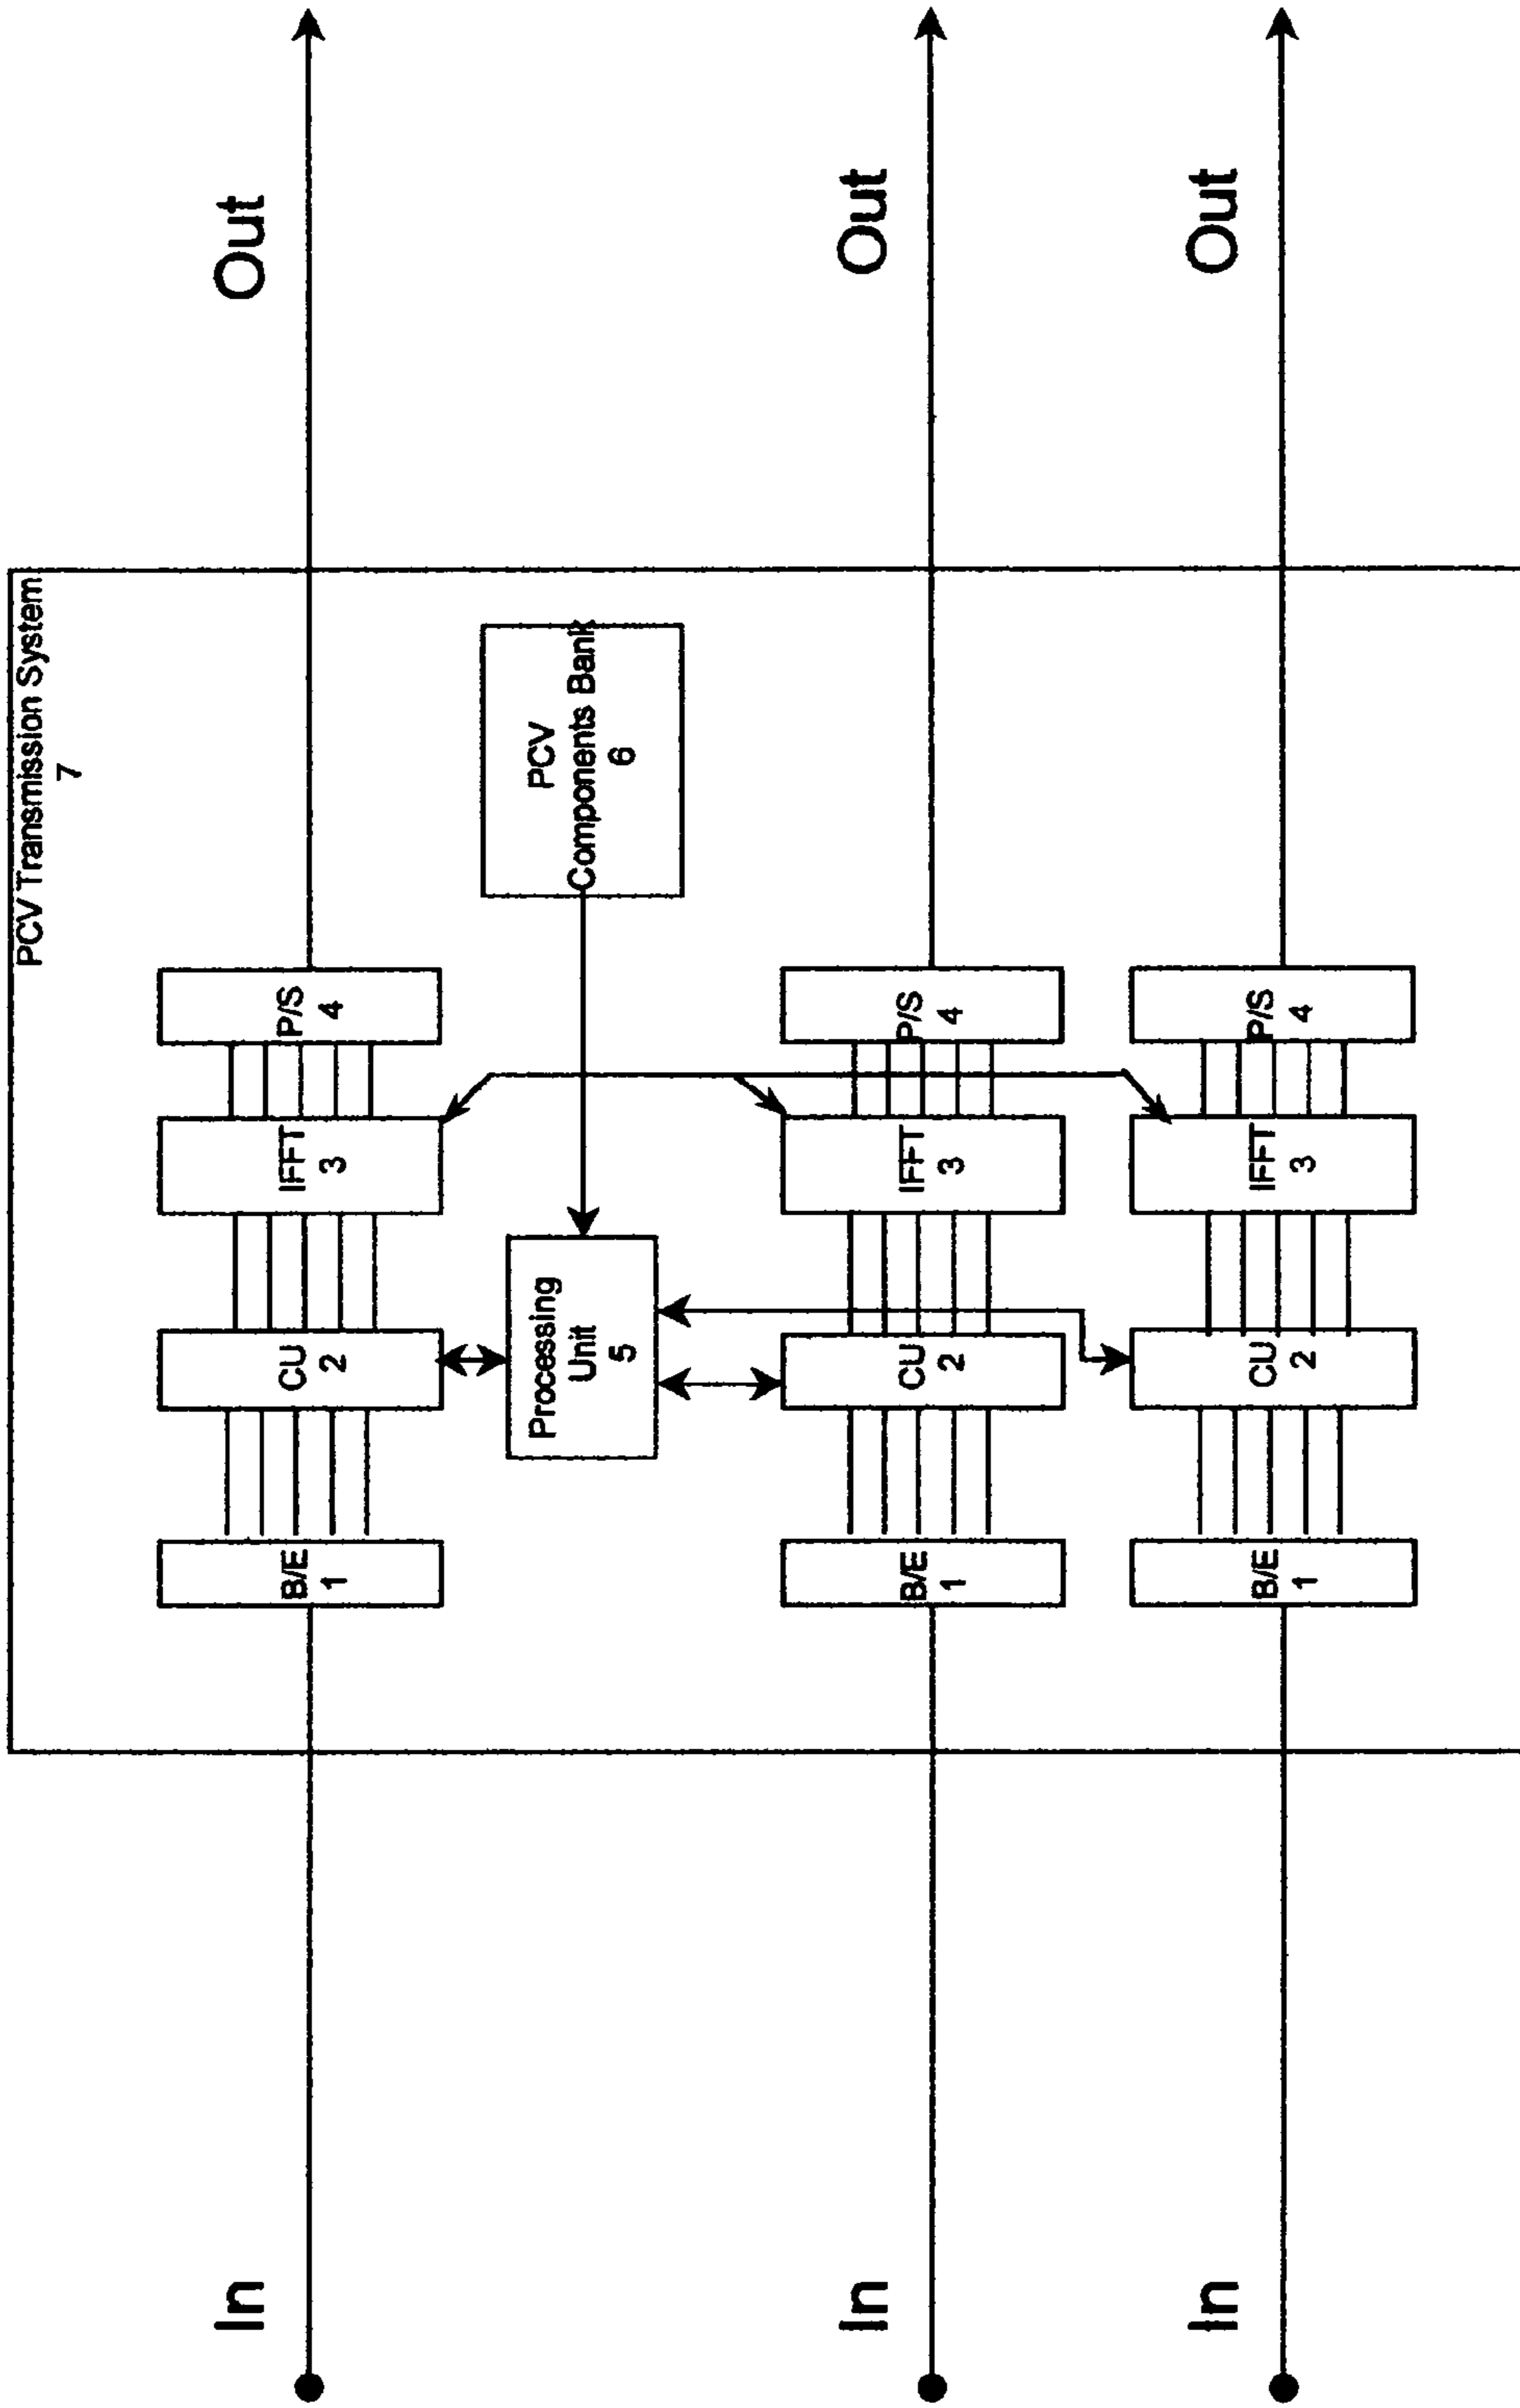 PCV Transmission System
7
In
B/E
1
CU
2
IFFT
3
P/S
4
Out
Processing
Unit
5
PCV
Components Bank
6
In
B/E
1
CU
2
IFFT
3
P/S
4
Out
In
B/E
1
CU
2
IFFT
3
P/S
4
Out